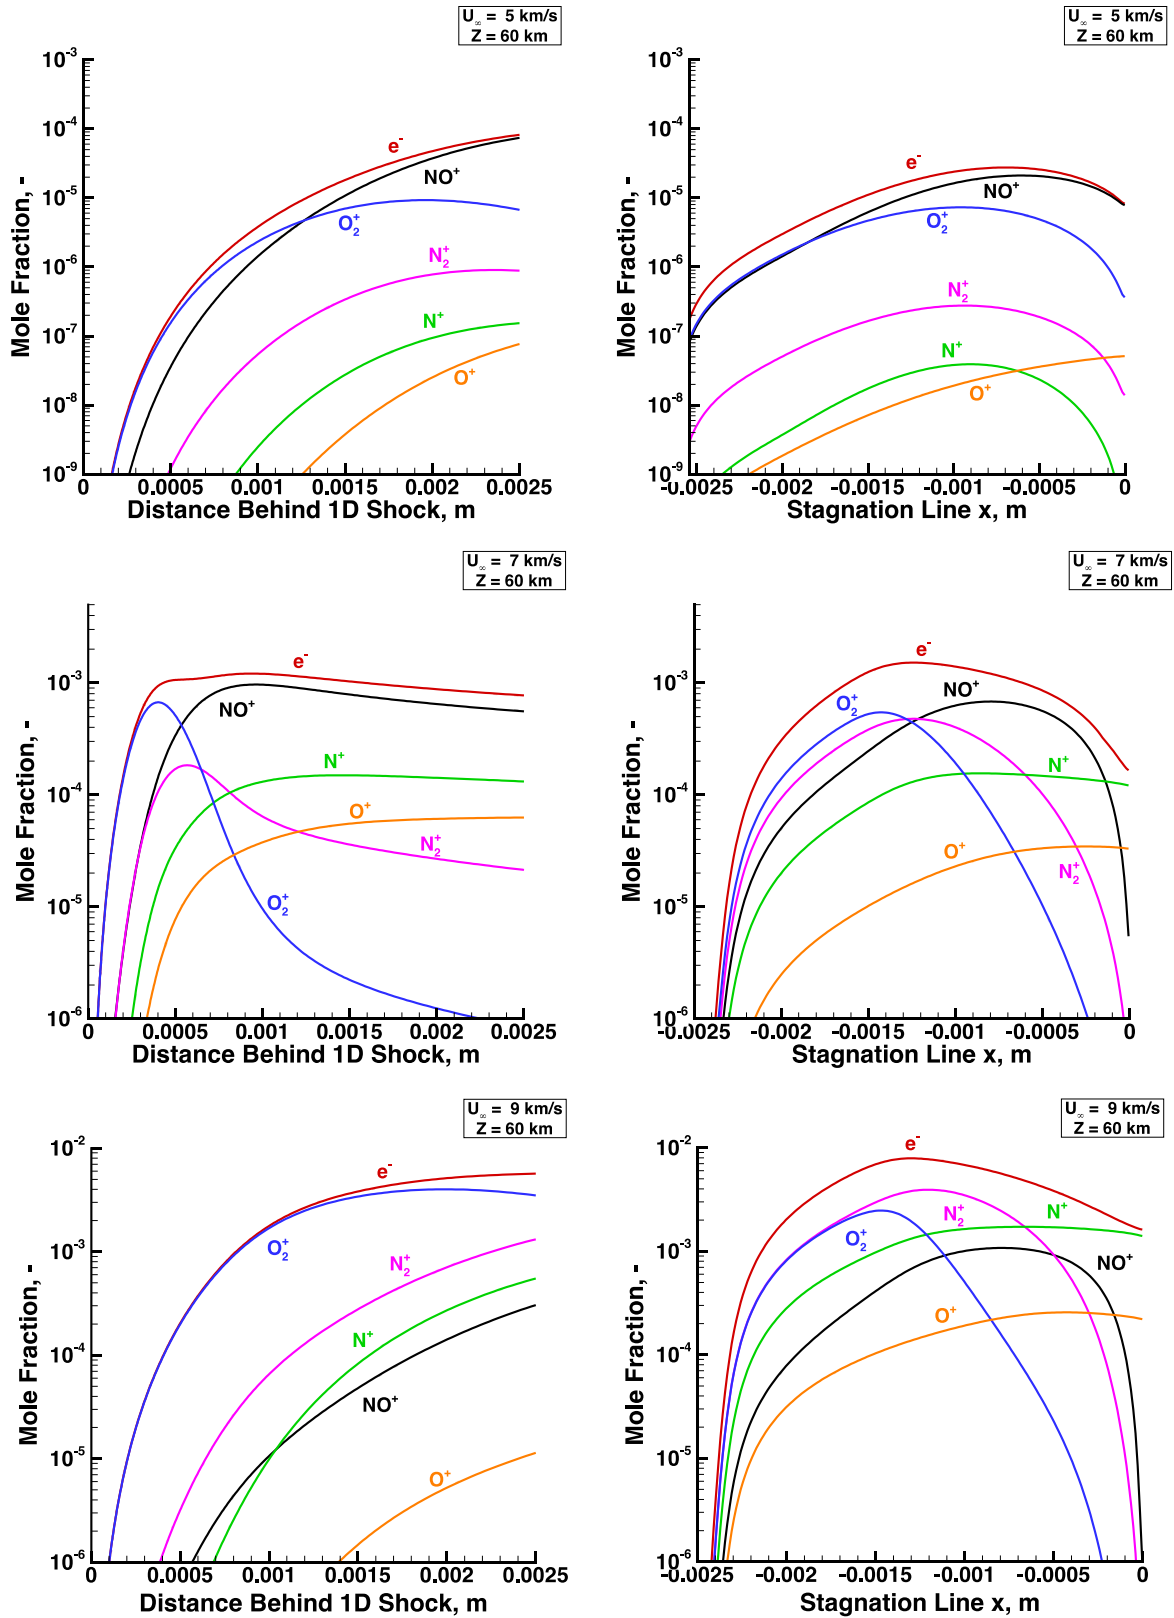 U∞ = 5 km/s
Z = 60 km
10-3
10-4
10-5
10-6
10-7
10-8
10-9
Mole Fraction, -
e-
NO+
O2+
N2+
N+
O+
0 0.0005 0.001 0.0015 0.002 0.0025
Distance Behind 1D Shock, m
U∞ = 5 km/s
Z = 60 km
10-3
10-4
10-5
10-6
10-7
10-8
10-9
Mole Fraction, -
e-
NO+
O2+
N2+
N+
O+
-0.0025 -0.002 -0.0015 -0.001 -0.0005 0
Stagnation Line x, m
U∞ = 7 km/s
Z = 60 km
10-3
10-4
10-5
10-6
Mole Fraction, -
e-
NO+
N+
O+
N2+
O2+
0 0.0005 0.001 0.0015 0.002 0.0025
Distance Behind 1D Shock, m
U∞ = 7 km/s
Z = 60 km
10-3
10-4
10-5
10-6
Mole Fraction, -
e-
NO+
O2+
N+
O+
N2+
-0.0025 -0.002 -0.0015 -0.001 -0.0005 0
Stagnation Line x, m
U∞ = 9 km/s
Z = 60 km
10-2
10-3
10-4
10-5
10-6
Mole Fraction, -
e-
O2+
N2+
N+
NO+
O+
0 0.0005 0.001 0.0015 0.002 0.0025
Distance Behind 1D Shock, m
U∞ = 9 km/s
Z = 60 km
10-2
10-3
10-4
10-5
10-6
Mole Fraction, -
e-
N2+
N+
O2+
NO+
O+
-0.0025 -0.002 -0.0015 -0.001 -0.0005 0
Stagnation Line x, m